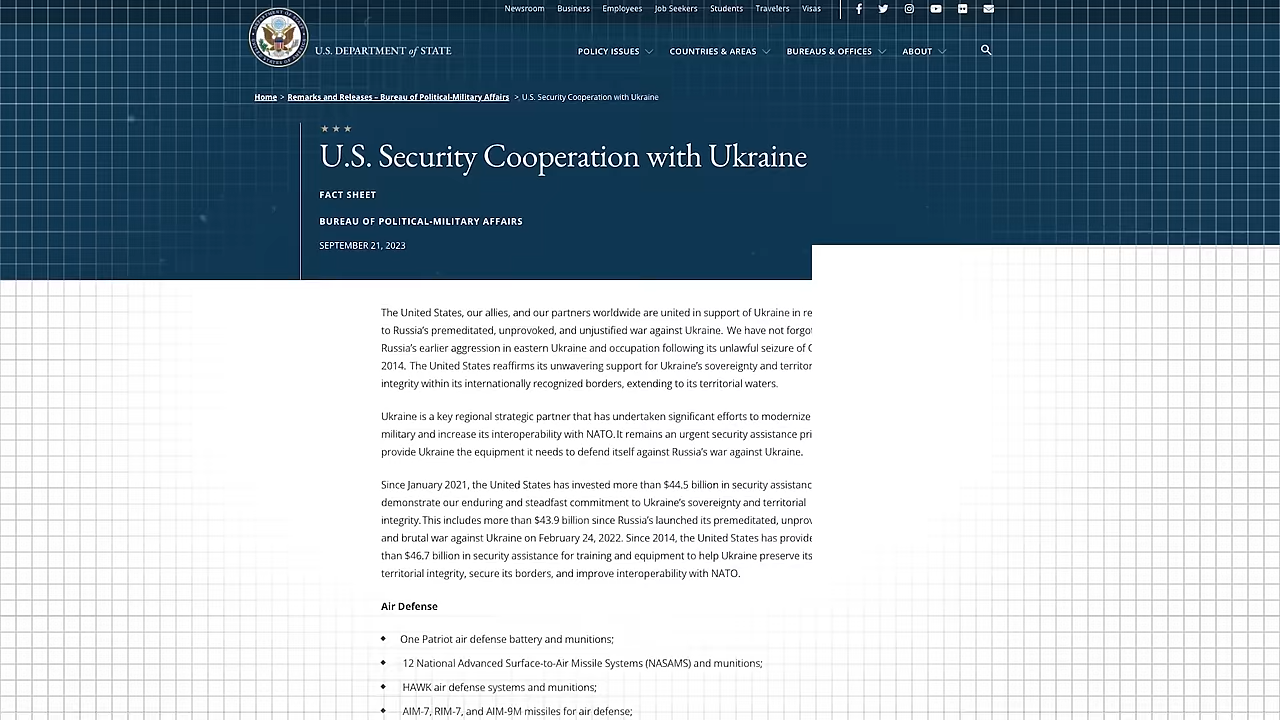 Newsroom Business Employees Job Seekers Students Travelers Visas
U.S. DEPARTMENT of STATE
POLICY ISSUES COUNTRIES & AREAS BUREAUS & OFFICES ABOUT
Home > Remarks and Releases – Bureau of Political-Military Affairs > U.S. Security Cooperation with Ukraine
U.S. Security Cooperation with Ukraine
FACT SHEET
BUREAU OF POLITICAL-MILITARY AFFAIRS
SEPTEMBER 21, 2023
The United States, our allies, and our partners worldwide are united in support of Ukraine in re
to Russia’s premeditated, unprovoked, and unjustified war against Ukraine. We have not forgo
Russia’s earlier aggression in eastern Ukraine and occupation following its unlawful seizure of
2014. The United States reaffirms its unwavering support for Ukraine’s sovereignty and territor
integrity within its internationally recognized borders, extending to its territorial waters.
Ukraine is a key regional strategic partner that has undertaken significant efforts to modernize
military and increase its interoperability with NATO. It remains an urgent security assistance pri
provide Ukraine the equipment it needs to defend itself against Russia’s war against Ukraine.
Since January 2021, the United States has invested more than $44.5 billion in security assistanc
demonstrate our enduring and steadfast commitment to Ukraine’s sovereignty and territorial
integrity. This includes more than $43.9 billion since Russia’s launched its premeditated, unprov
and brutal war against Ukraine on February 24, 2022. Since 2014, the United States has provide
than $46.7 billion in security assistance for training and equipment to help Ukraine preserve its
territorial integrity, secure its borders, and improve interoperability with NATO.
Air Defense
One Patriot air defense battery and munitions;
12 National Advanced Surface-to-Air Missile Systems (NASAMS) and munitions;
HAWK air defense systems and munitions;
AIM-7, RIM-7, and AIM-9M missiles for air defense;